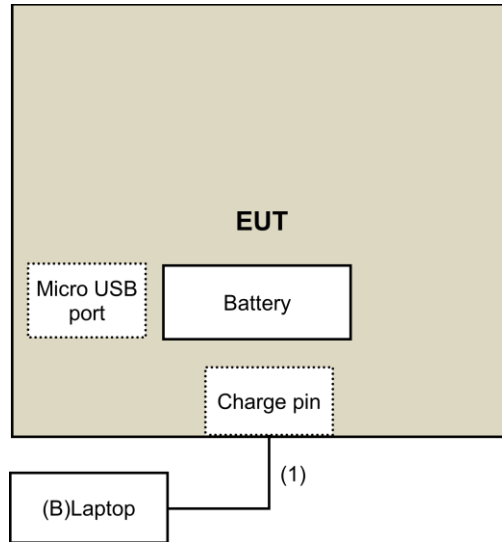 EUT
Micro USB
port
Battery
Charge pin
(1)
(B)Laptop